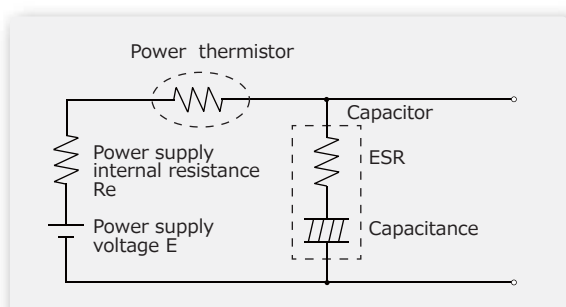 Power thermistor
Capacitor
ESR
Power supply
internal resistance
Re
Power supply
voltage E
Capacitance